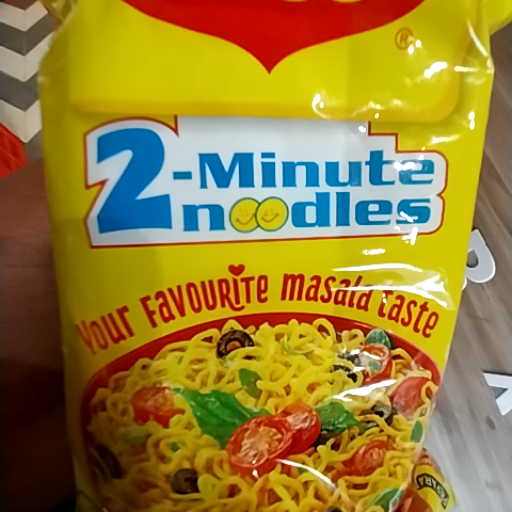 ®
2-Minute
noodles
Your FAVOURITE masala taste